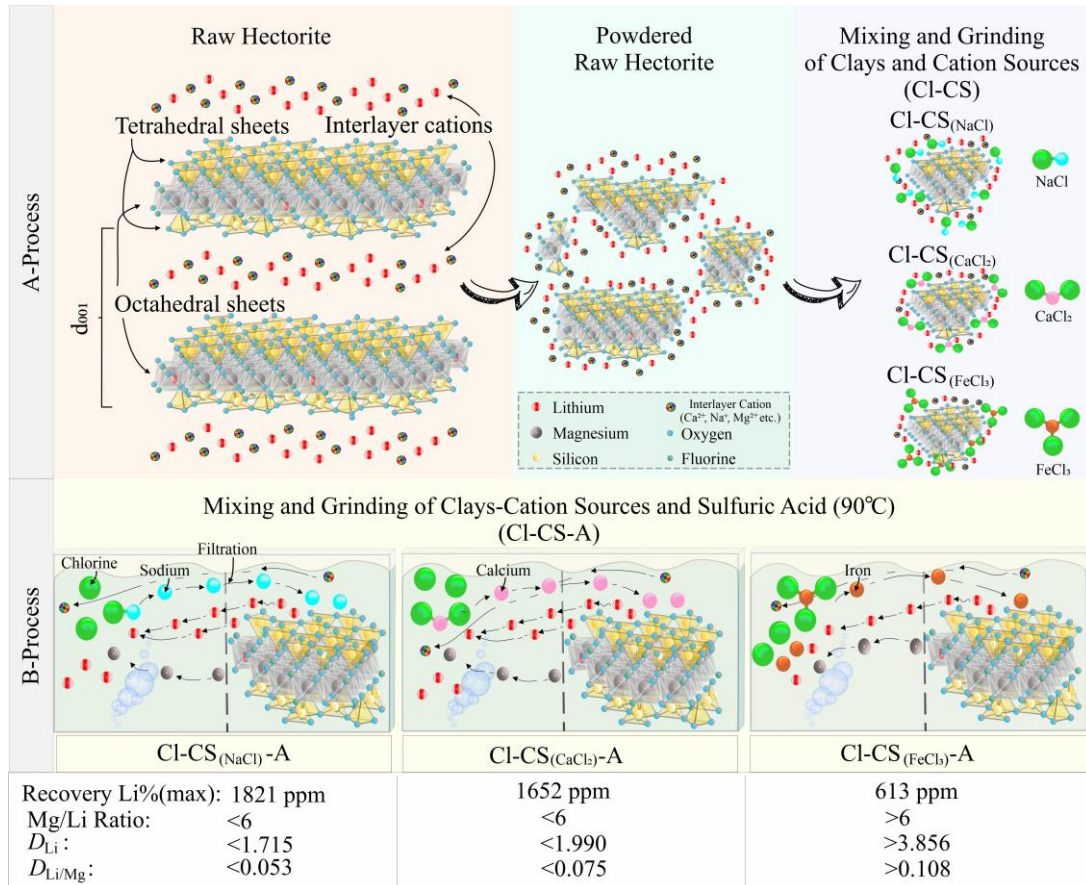 A-Process
Raw Hectorite
Tetrahedral sheets
Interlayer cations
Octahedral sheets
d₀₀₁
Powdered
Raw Hectorite
Lithium
Magnesium
Silicon
Interlayer Cation
(Ca²⁺, Na⁺, Mg²⁺ etc.)
Oxygen
Fluorine
Mixing and Grinding
of Clays and Cation Sources
(Cl-CS)
Cl-CS(NaCl)
NaCl
Cl-CS(CaCl₂)
CaCl₂
Cl-CS(FeCl₃)
FeCl₃
B-Process
Mixing and Grinding of Clays-Cation Sources and Sulfuric Acid (90℃)
(Cl-CS-A)
Chlorine
Sodium
Filtration
Calcium
Iron
Cl-CS(NaCl)-A
Cl-CS(CaCl₂)-A
Cl-CS(FeCl₃)-A
Recovery Li%(max): 1821 ppm 1652 ppm 613 ppm
Mg/Li Ratio: <6 <6 >6
D_Li : <1.715 <1.990 >3.856
D_Li/Mg : <0.053 <0.075 >0.108